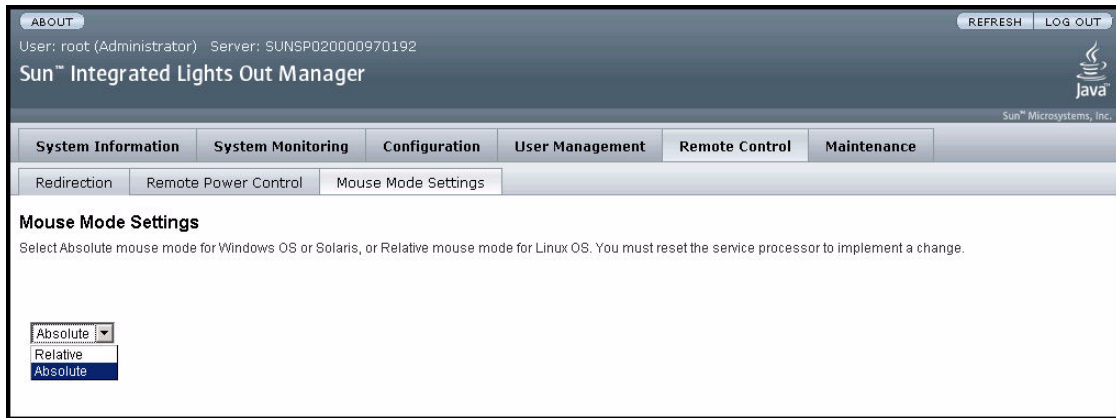 ABOUT
REFRESH LOG OUT
User: root (Administrator) Server: SUNSP020000970192
Sun™ Integrated Lights Out Manager
Java™
Sun™ Microsystems, Inc.
System Information System Monitoring Configuration User Management Remote Control Maintenance
Redirection Remote Power Control Mouse Mode Settings
Mouse Mode Settings
Select Absolute mouse mode for Windows OS or Solaris, or Relative mouse mode for Linux OS. You must reset the service processor to implement a change.
Absolute
Relative
Absolute